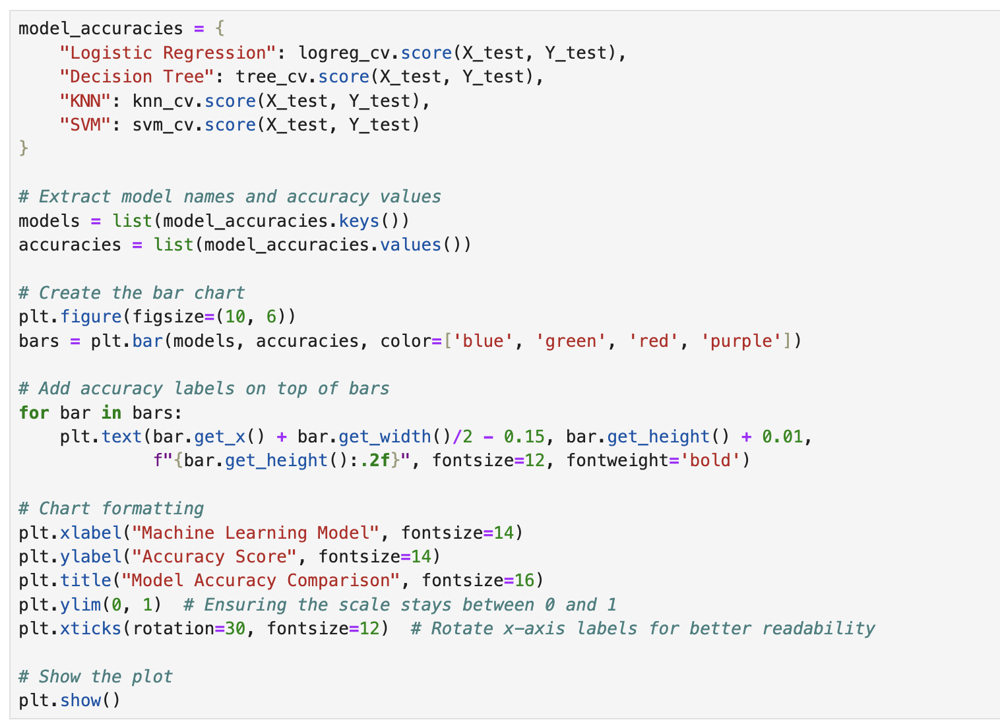 model_accuracies = {
    "Logistic Regression": logreg_cv.score(X_test, Y_test),
    "Decision Tree": tree_cv.score(X_test, Y_test),
    "KNN": knn_cv.score(X_test, Y_test),
    "SVM": svm_cv.score(X_test, Y_test)
}

# Extract model names and accuracy values
models = list(model_accuracies.keys())
accuracies = list(model_accuracies.values())

# Create the bar chart
plt.figure(figsize=(10, 6))
bars = plt.bar(models, accuracies, color=['blue', 'green', 'red', 'purple'])

# Add accuracy labels on top of bars
for bar in bars:
    plt.text(bar.get_x() + bar.get_width()/2 - 0.15, bar.get_height() + 0.01,
             f"{bar.get_height():.2f}", fontsize=12, fontweight='bold')

# Chart formatting
plt.xlabel("Machine Learning Model", fontsize=14)
plt.ylabel("Accuracy Score", fontsize=14)
plt.title("Model Accuracy Comparison", fontsize=16)
plt.ylim(0, 1)  # Ensuring the scale stays between 0 and 1
plt.xticks(rotation=30, fontsize=12)  # Rotate x-axis labels for better readability

# Show the plot
plt.show()